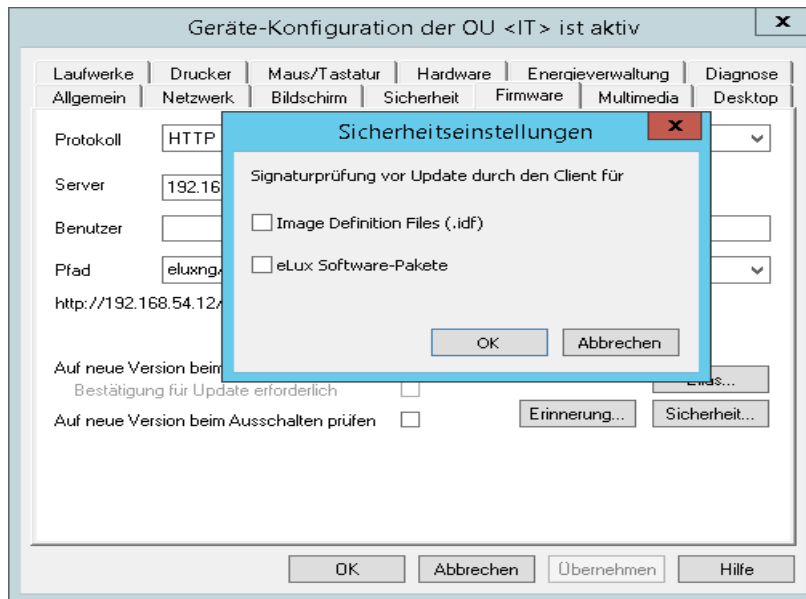 Geräte-Konfiguration der OU <IT> ist aktiv
x
Laufwerke Drucker Maus/Tastatur Hardware Energieverwaltung Diagnose
Allgemein Netzwerk Bildschirm Sicherheit Firmware Multimedia Desktop
Sicherheitseinstellungen
x
Signaturprüfung vor Update durch den Client für
Image Definition Files (.idf)
eLux Software-Pakete
OK Abbrechen
Protokoll HTTP
Server 192.16
Benutzer
Pfad eluxng/
http://192.168.54.12/
Auf neue Version beim
Bestätigung für Update erforderlich
Auf neue Version beim Ausschalten prüfen
Erinnerung... Sicherheit...
OK Abbrechen Übernehmen Hilfe